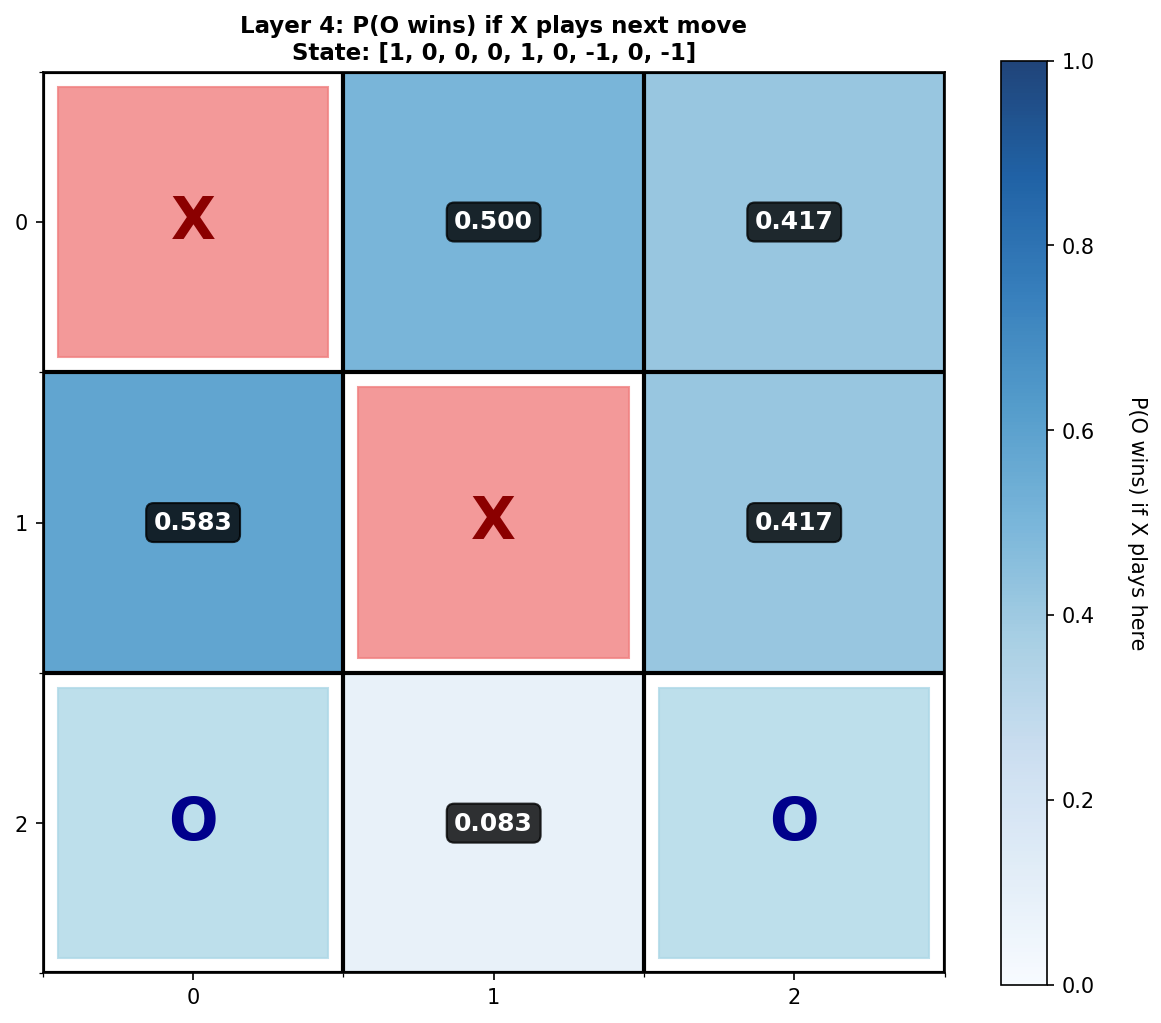 Layer 4: P(O wins) if X plays next move
State: [1, 0, 0, 0, 1, 0, -1, 0, -1]
X 0.500 0.417
0.583 X 0.417
O 0.083 O
0
1
2
0 1 2
1.0
0.8
0.6
0.4
0.2
0.0
P(O wins) if X plays here